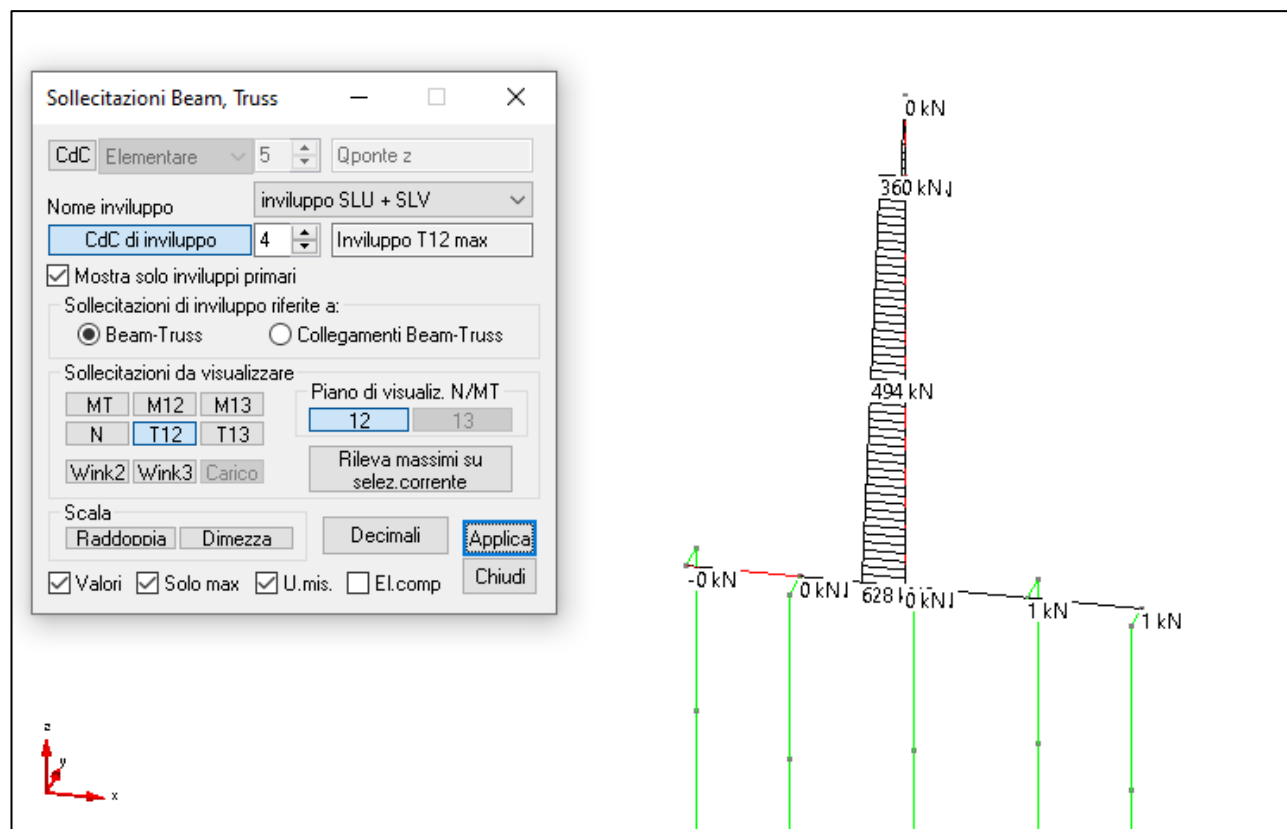 Sollecitazioni Beam, Truss
CdC Elementare 5 Qponte z
Nome inviluppo inviluppo SLU + SLV
CdC di inviluppo 4 Inviluppo T12 max
Mostra solo inviluppi primari
Sollecitazioni di inviluppo riferite a:
Beam-Truss Collegamenti Beam-Truss
Sollecitazioni da visualizzare
MT M12 M13
N T12 T13
Wink2 Wink3 Carico
Piano di visualiz. N/MT
12 13
Rileva massimi su
selez.corrente
Scala
Raddoppia Dimezza
Decimali
Applica
Chiudi
Valori Solo max U.mis. El.comp
0 kN
360 kN
494 kN
-0 kN
0 kN
628
0 kN
1 kN
1 kN
z
y
x